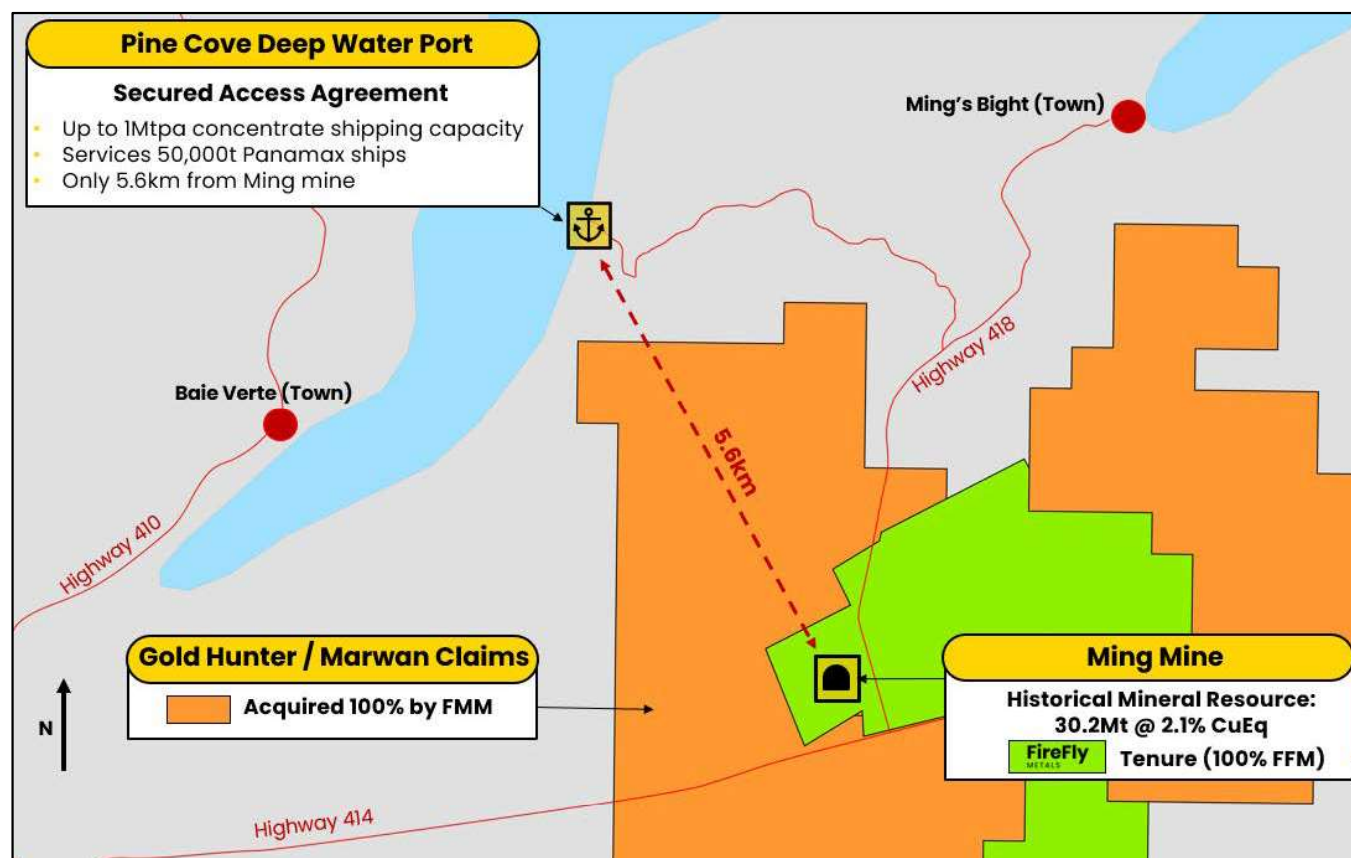 Pine Cove Deep Water Port
Secured Access Agreement
• Up to 1Mtpa concentrate shipping capacity
• Services 50,000t Panamax ships
• Only 5.6km from Ming mine
Ming's Bight (Town)
Highway 418
Baie Verte (Town)
5.6km
Highway 410
Gold Hunter / Marwan Claims
Acquired 100% by FMM
N
Ming Mine
Historical Mineral Resource:
30.2Mt @ 2.1% CuEq
FireFly
METALS
Tenure (100% FFM)
Highway 414